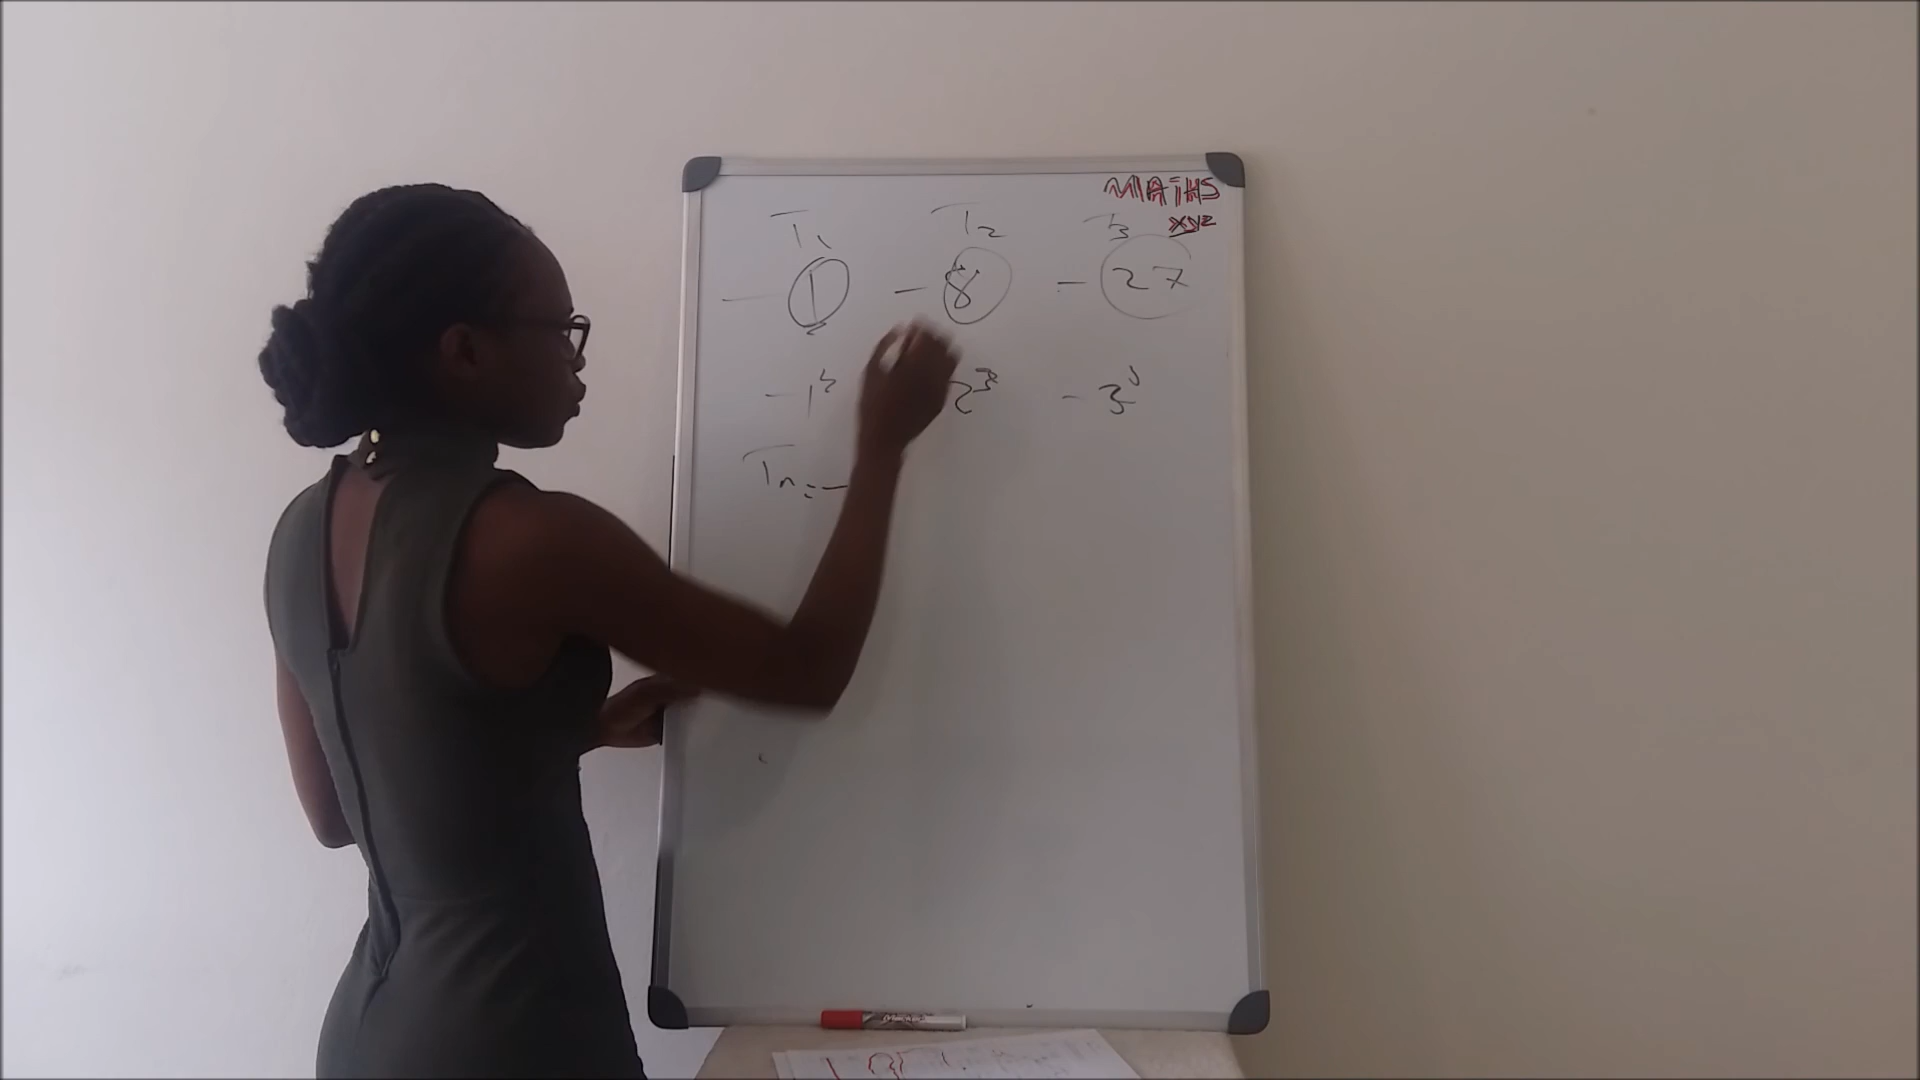 MATHS
xyz
T1 T2 T3
- 1 - 8 - 27
- 1³ 2³ - 3³
Tn = -